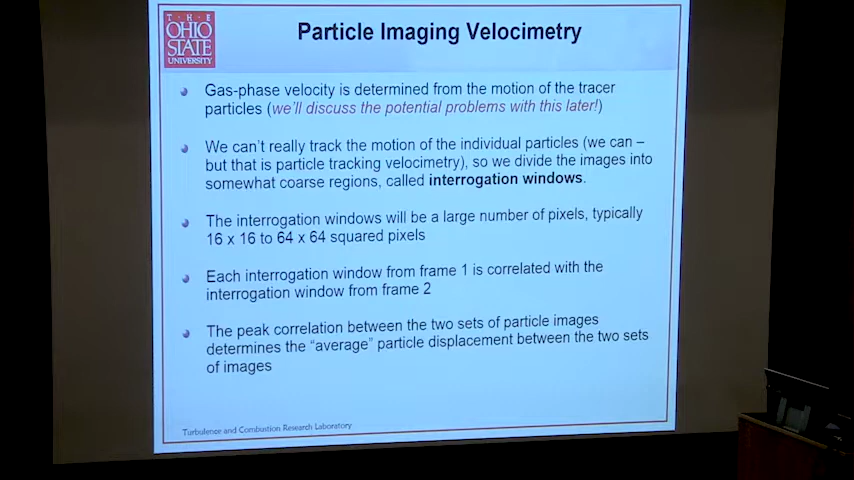 THE
OHIO
STATE
UNIVERSITY
Particle Imaging Velocimetry
Gas-phase velocity is determined from the motion of the tracer
particles (we'll discuss the potential problems with this later!)
We can't really track the motion of the individual particles (we can –
but that is particle tracking velocimetry), so we divide the images into
somewhat coarse regions, called interrogation windows.
The interrogation windows will be a large number of pixels, typically
16 x 16 to 64 x 64 squared pixels
Each interrogation window from frame 1 is correlated with the
interrogation window from frame 2
The peak correlation between the two sets of particle images
determines the “average” particle displacement between the two sets
of images
Turbulence and Combustion Research Laboratory